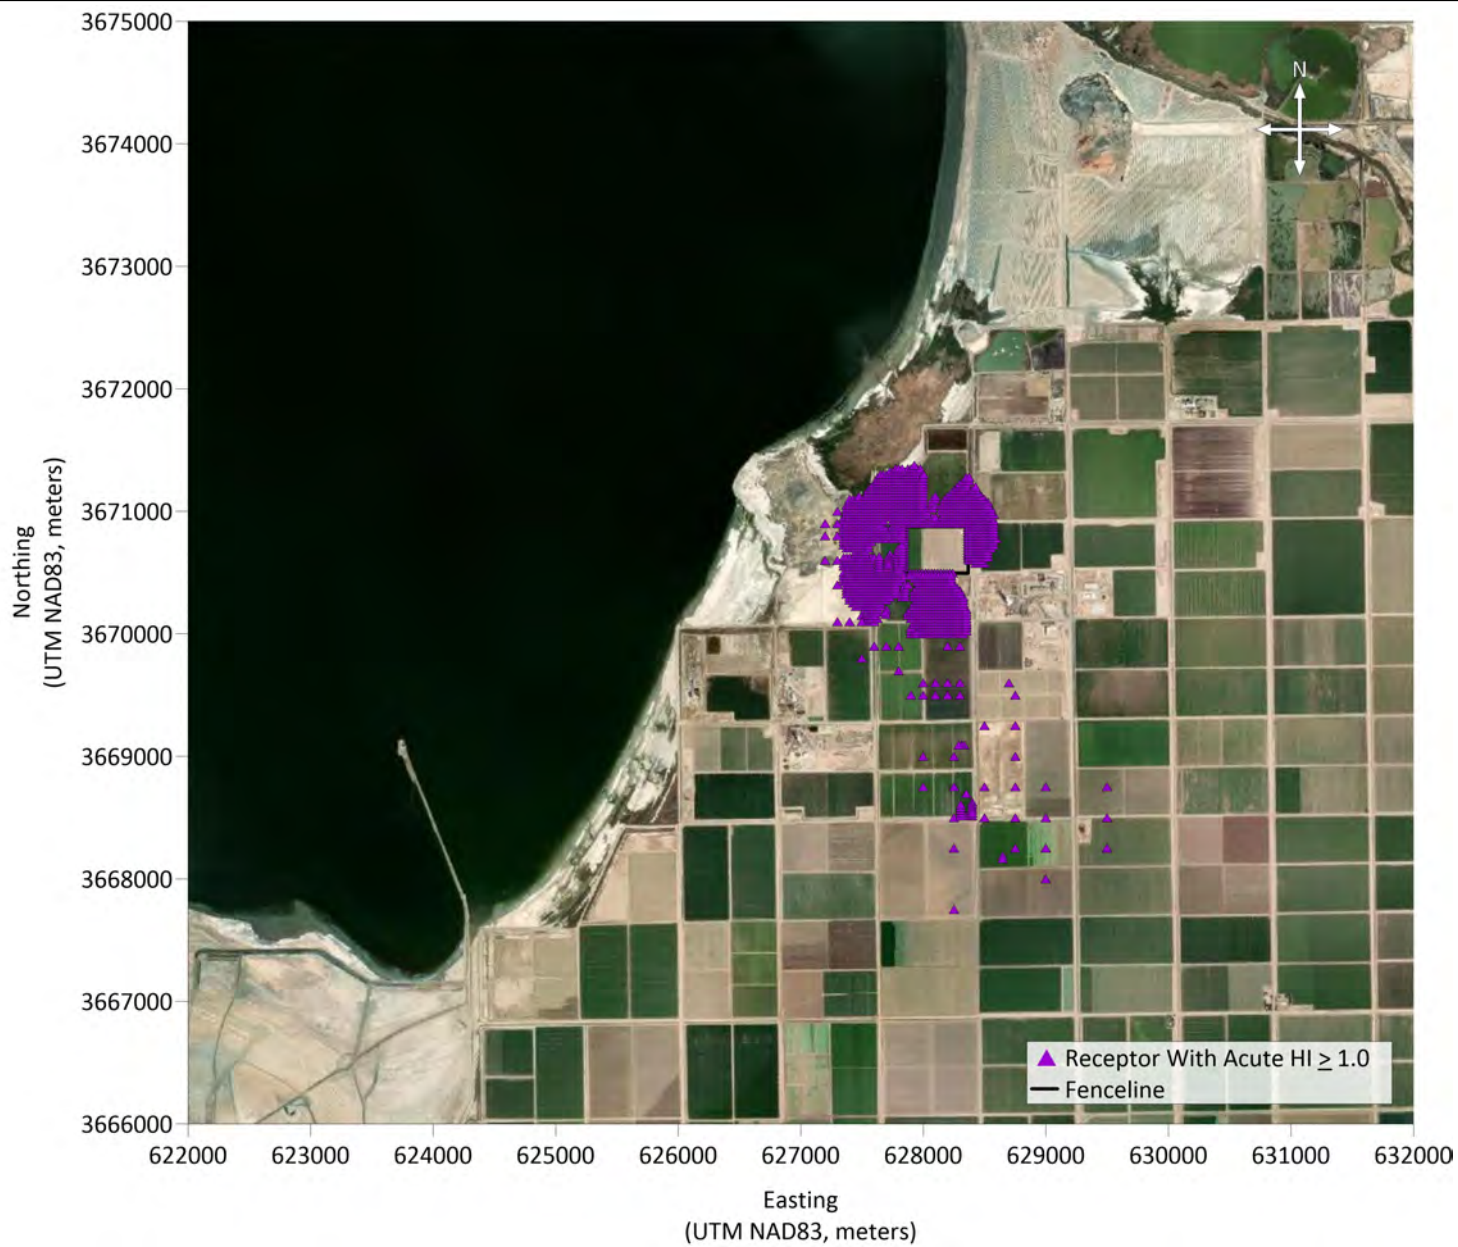 3675000
3674000
3673000
3672000
3671000
3670000
3669000
3668000
3667000
3666000
Northing
(UTM NAD83, meters)
N
Receptor With Acute HI ≥ 1.0
Fenceline
622000 623000 624000 625000 626000 627000 628000 629000 630000 631000 632000
Easting
(UTM NAD83, meters)